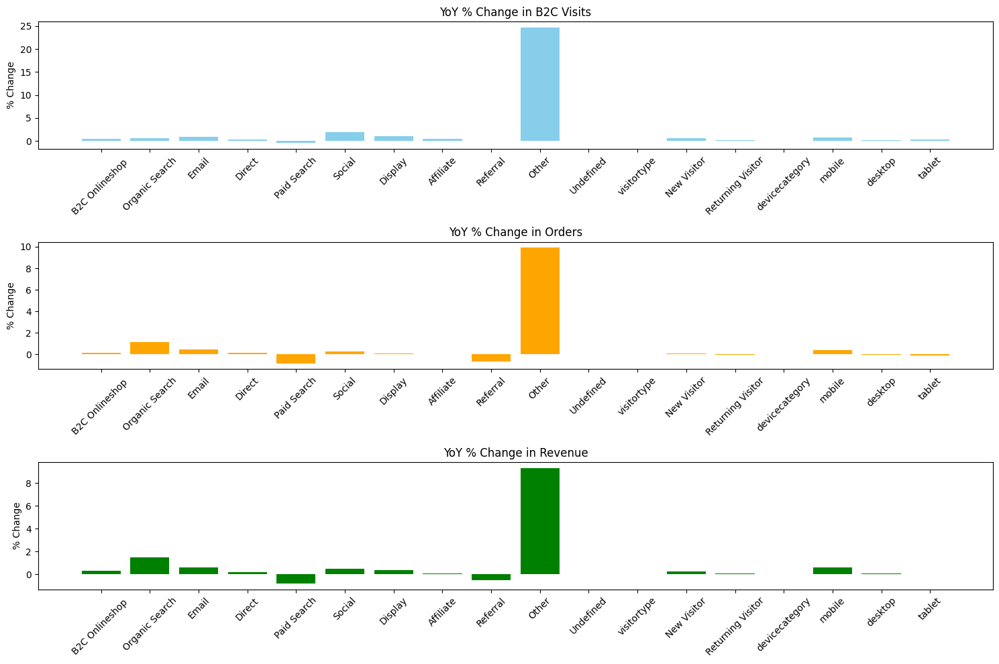 YoY % Change in B2C Visits
% Change
25
20
15
10
5
0
B2C Onlineshop
Organic Search
Email
Direct
Paid Search
Social
Display
Affiliate
Referral
Other
Undefined
visitortype
New Visitor
Returning Visitor
devicecategory
mobile
desktop
tablet
YoY % Change in Orders
% Change
10
8
6
4
2
0
B2C Onlineshop
Organic Search
Email
Direct
Paid Search
Social
Display
Affiliate
Referral
Other
Undefined
visitortype
New Visitor
Returning Visitor
devicecategory
mobile
desktop
tablet
YoY % Change in Revenue
% Change
8
6
4
2
0
B2C Onlineshop
Organic Search
Email
Direct
Paid Search
Social
Display
Affiliate
Referral
Other
Undefined
visitortype
New Visitor
Returning Visitor
devicecategory
mobile
desktop
tablet